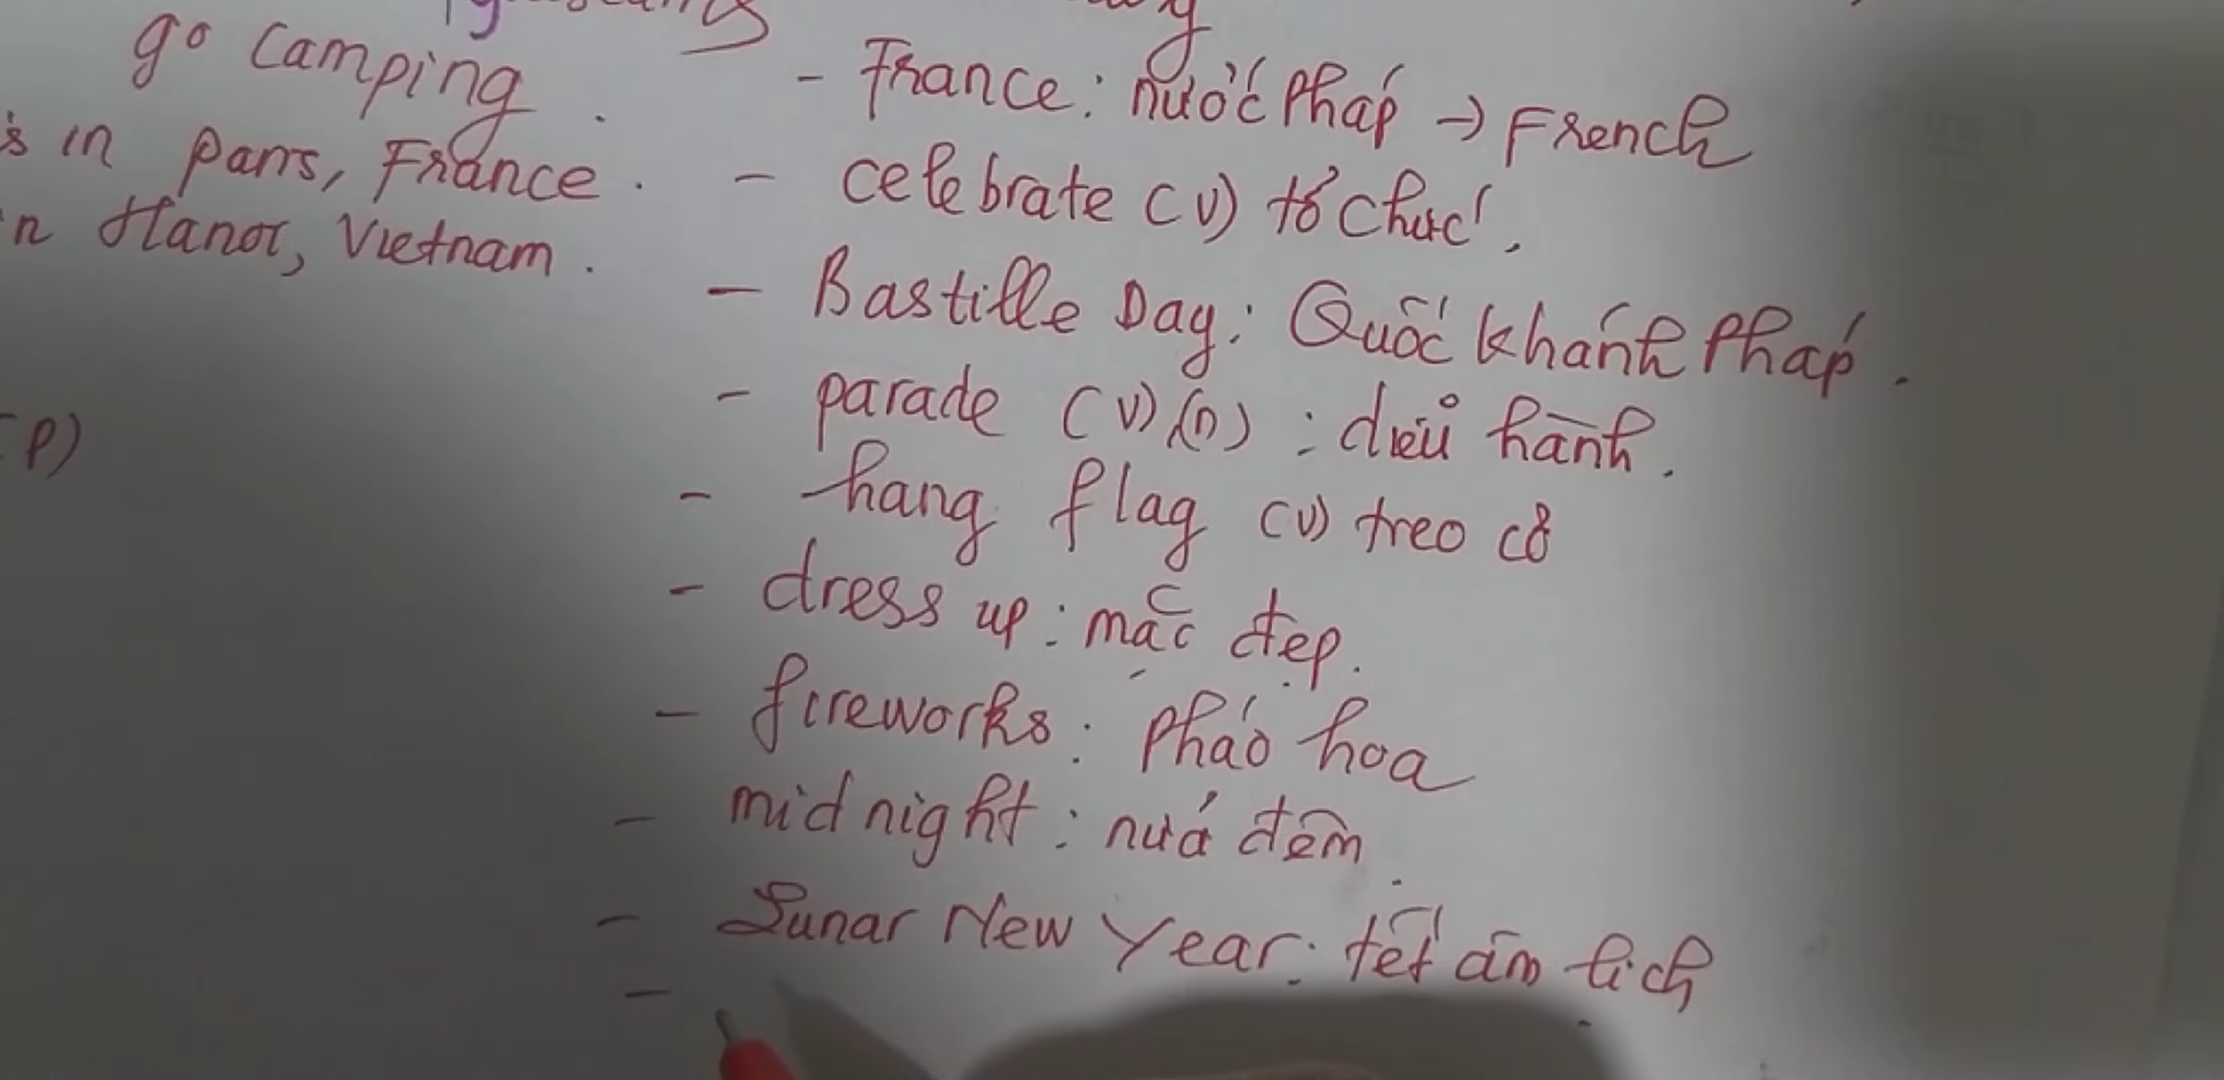 go camping.
's in Paris, France.
in Hanoi, Vietnam.
- France: nước Pháp → French
- celebrate (v) tổ chức.
- Bastille Day: Quốc khánh Pháp.
- parade (v)(n): diễu hành.
- hang flag (v) treo cờ
- dress up: mặc đẹp.
- fireworks: Pháo hoa
- midnight: nửa đêm.
- Lunar New Year: tết âm lịch
-